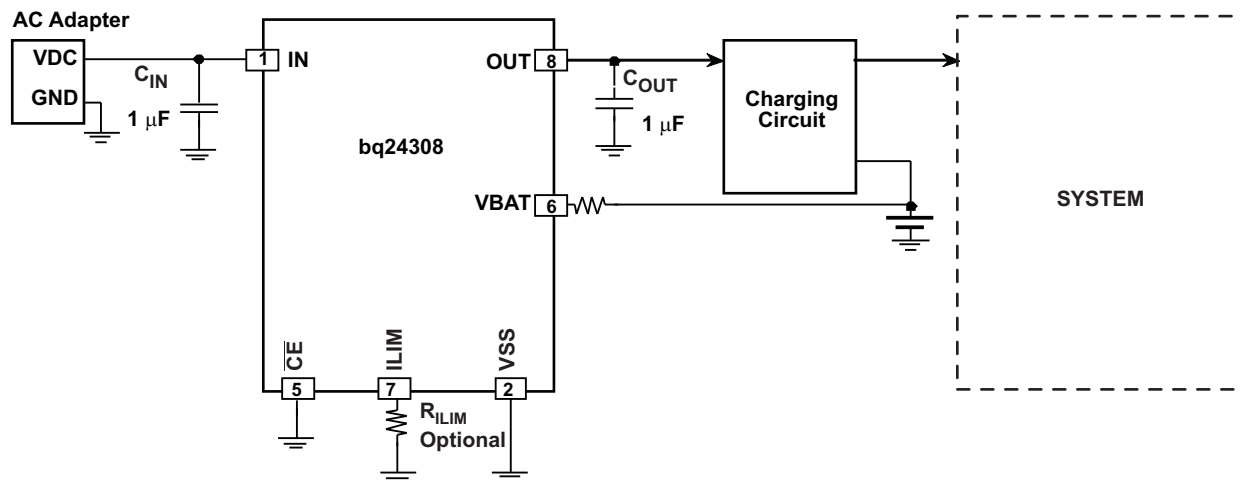 AC Adapter
VDC
GND
C_IN
1 μF
1
IN
bq24308
OUT
8
C_OUT
1 μF
Charging
Circuit
VBAT
6
SYSTEM
C̅E̅
5
ILIM
7
VSS
2
R_ILIM
Optional